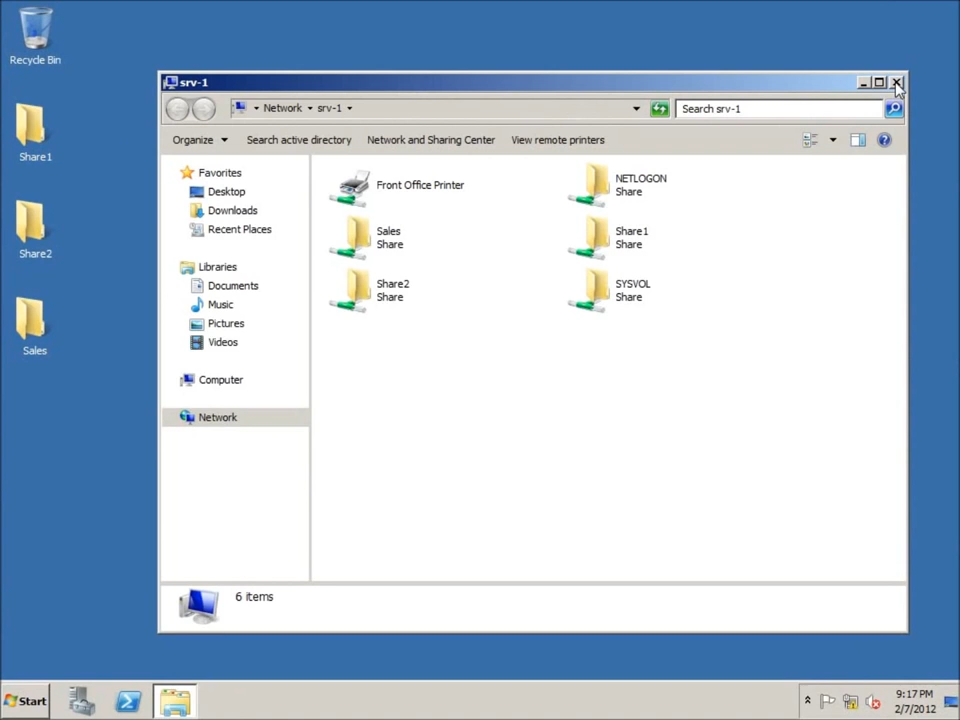 Recycle Bin
Share1
Share2
Sales
srv-1
Network
srv-1
Search srv-1
Organize
Search active directory
Network and Sharing Center
View remote printers
Favorites
Desktop
Downloads
Recent Places
Libraries
Documents
Music
Pictures
Videos
Computer
Network
Front Office Printer
NETLOGON
Share
Sales
Share
Share1
Share
Share2
Share
SYSVOL
Share
6 items
Start
9:17 PM
2/7/2012